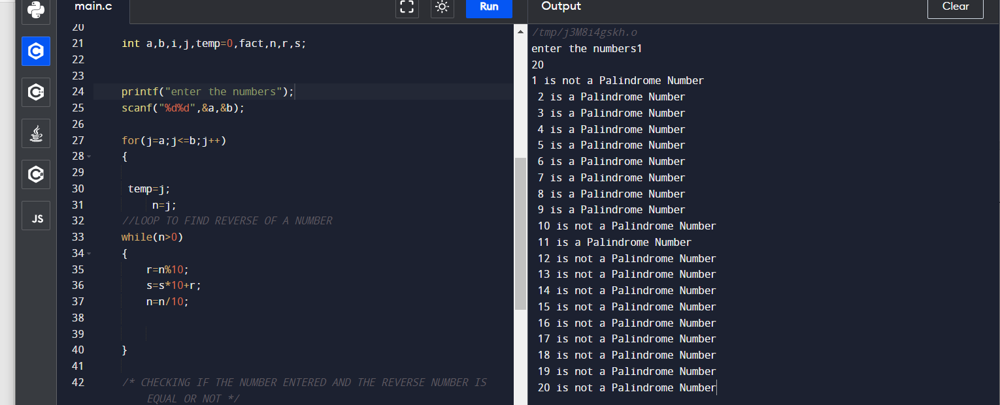 main.c
Run
Output
Clear
JS
20
21 int a,b,i,j,temp=0,fact,n,r,s;
22
23
24 printf("enter the numbers");
25 scanf("%d%d",&a,&b);
26
27 for(j=a;j<=b;j++)
28 {
29
30 temp=j;
31 n=j;
32 //LOOP TO FIND REVERSE OF A NUMBER
33 while(n>0)
34 {
35 r=n%10;
36 s=s*10+r;
37 n=n/10;
38
39
40 }
41
42 /* CHECKING IF THE NUMBER ENTERED AND THE REVERSE NUMBER IS
EQUAL OR NOT */
/tmp/j3M8i4gskh.o
enter the numbers1
20
1 is not a Palindrome Number
2 is a Palindrome Number
3 is a Palindrome Number
4 is a Palindrome Number
5 is a Palindrome Number
6 is a Palindrome Number
7 is a Palindrome Number
8 is a Palindrome Number
9 is a Palindrome Number
10 is not a Palindrome Number
11 is a Palindrome Number
12 is not a Palindrome Number
13 is not a Palindrome Number
14 is not a Palindrome Number
15 is not a Palindrome Number
16 is not a Palindrome Number
17 is not a Palindrome Number
18 is not a Palindrome Number
19 is not a Palindrome Number
20 is not a Palindrome Number